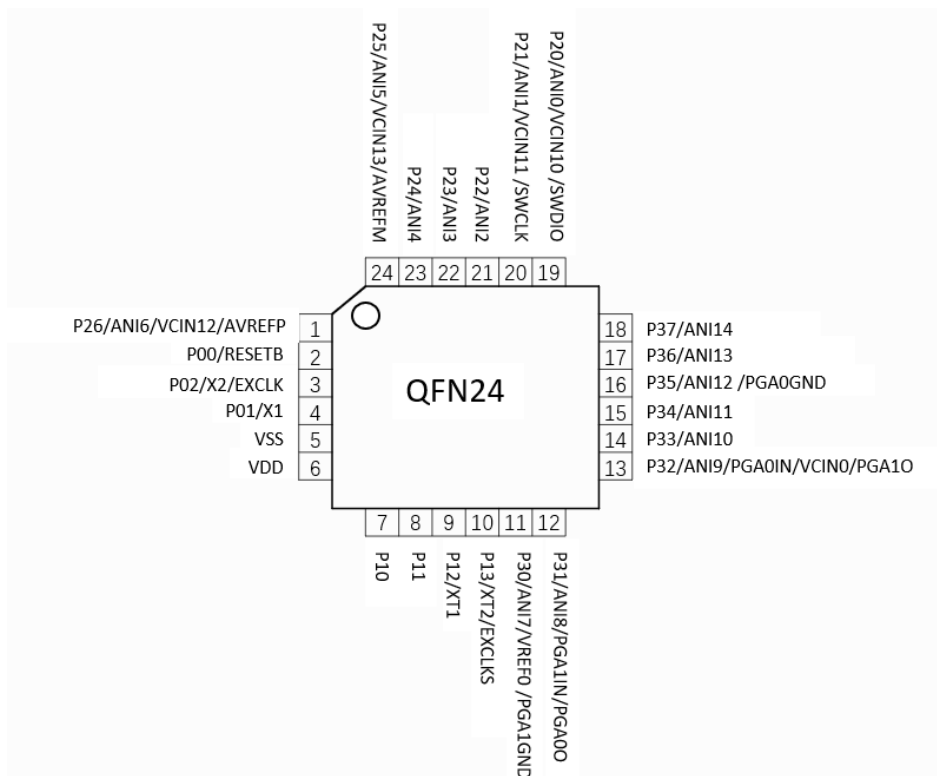 P25/ANI5/VCIN13/AVREFM
P24/ANI4
P23/ANI3
P22/ANI2
P21/ANI1/VCIN11 /SWCLK
P20/ANI0/VCIN10 /SWDIO
24 23 22 21 20 19
P26/ANI6/VCIN12/AVREFP 1
P00/RESETB 2
P02/X2/EXCLK 3
P01/X1 4
VSS 5
VDD 6
QFN24
18 P37/ANI14
17 P36/ANI13
16 P35/ANI12 /PGA0GND
15 P34/ANI11
14 P33/ANI10
13 P32/ANI9/PGA0IN/VCIN0/PGA1O
7 8 9 10 11 12
P10
P11
P12/XT1
P13/XT2/EXCLKS
P30/ANI7/VREF0 /PGA1GND
P31/ANI8/PGA1IN/PGA0O